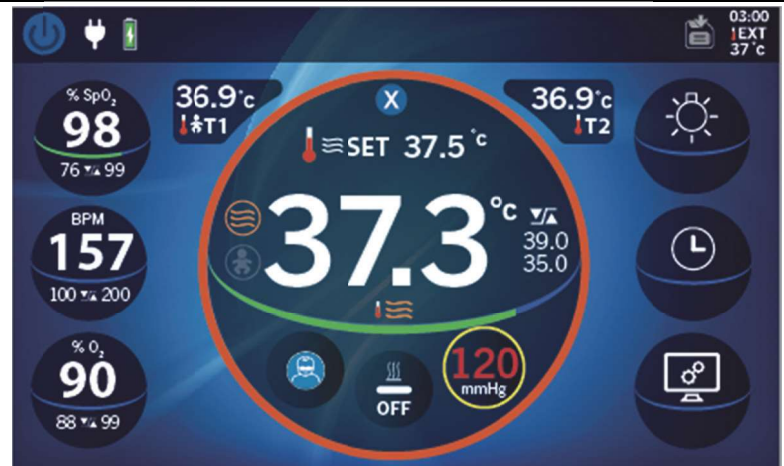 03:00
EXT
37 °c
% SpO₂
98
76 99
36.9°c
T1
X
36.9°c
T2
SET 37.5 °c
37.3 °c
39.0
35.0
BPM
157
100 200
% O₂
90
88 99
OFF
120
mmHg